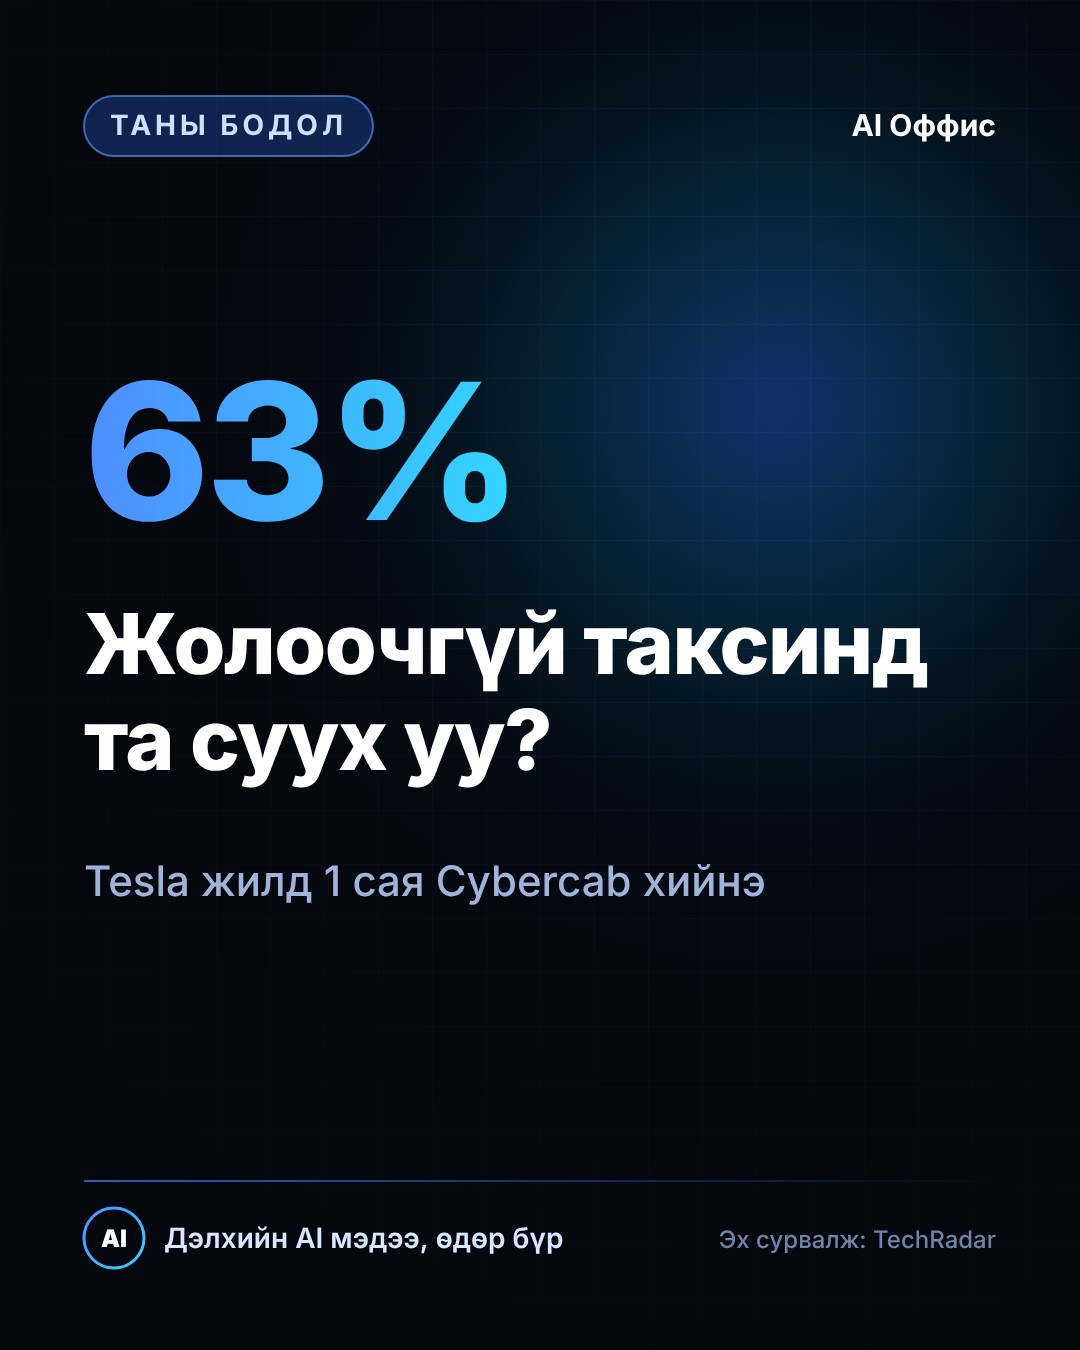 ТАНЫ БОДОЛ
AI Оффис
63%
Жолоочгүй таксинд
та суух уу?
Tesla жилд 1 сая Cybercab хийнэ
AI
Дэлхийн AI мэдээ, өдөр бүр
Эх сурвалж: TechRadar